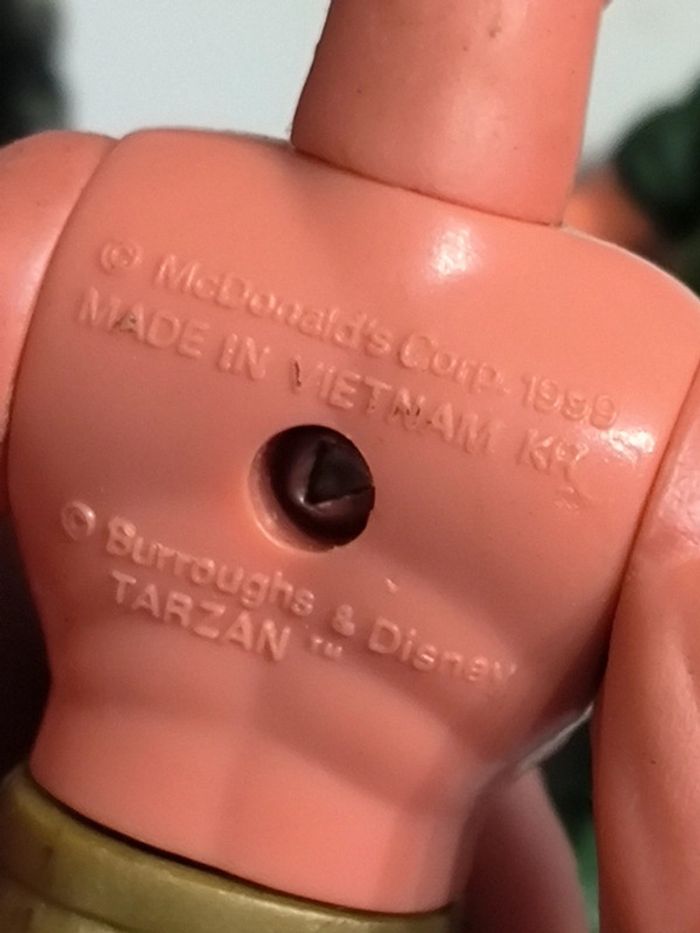 © McDonald's Corp. 1999
MADE IN VIETNAM KR
© Burroughs & Disney
TARZAN ™